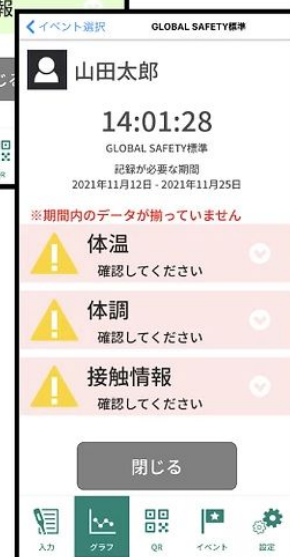 報
イベント選択 GLOBAL SAFETY標準
山田太郎
14:01:28
GLOBAL SAFETY標準
記録が必要な期間
2021年11月12日 - 2021年11月25日
※期間内のデータが揃っていません
体温
確認してください
体調
確認してください
接触情報
確認してください
閉じる
入力 グラフ QR イベント 設定